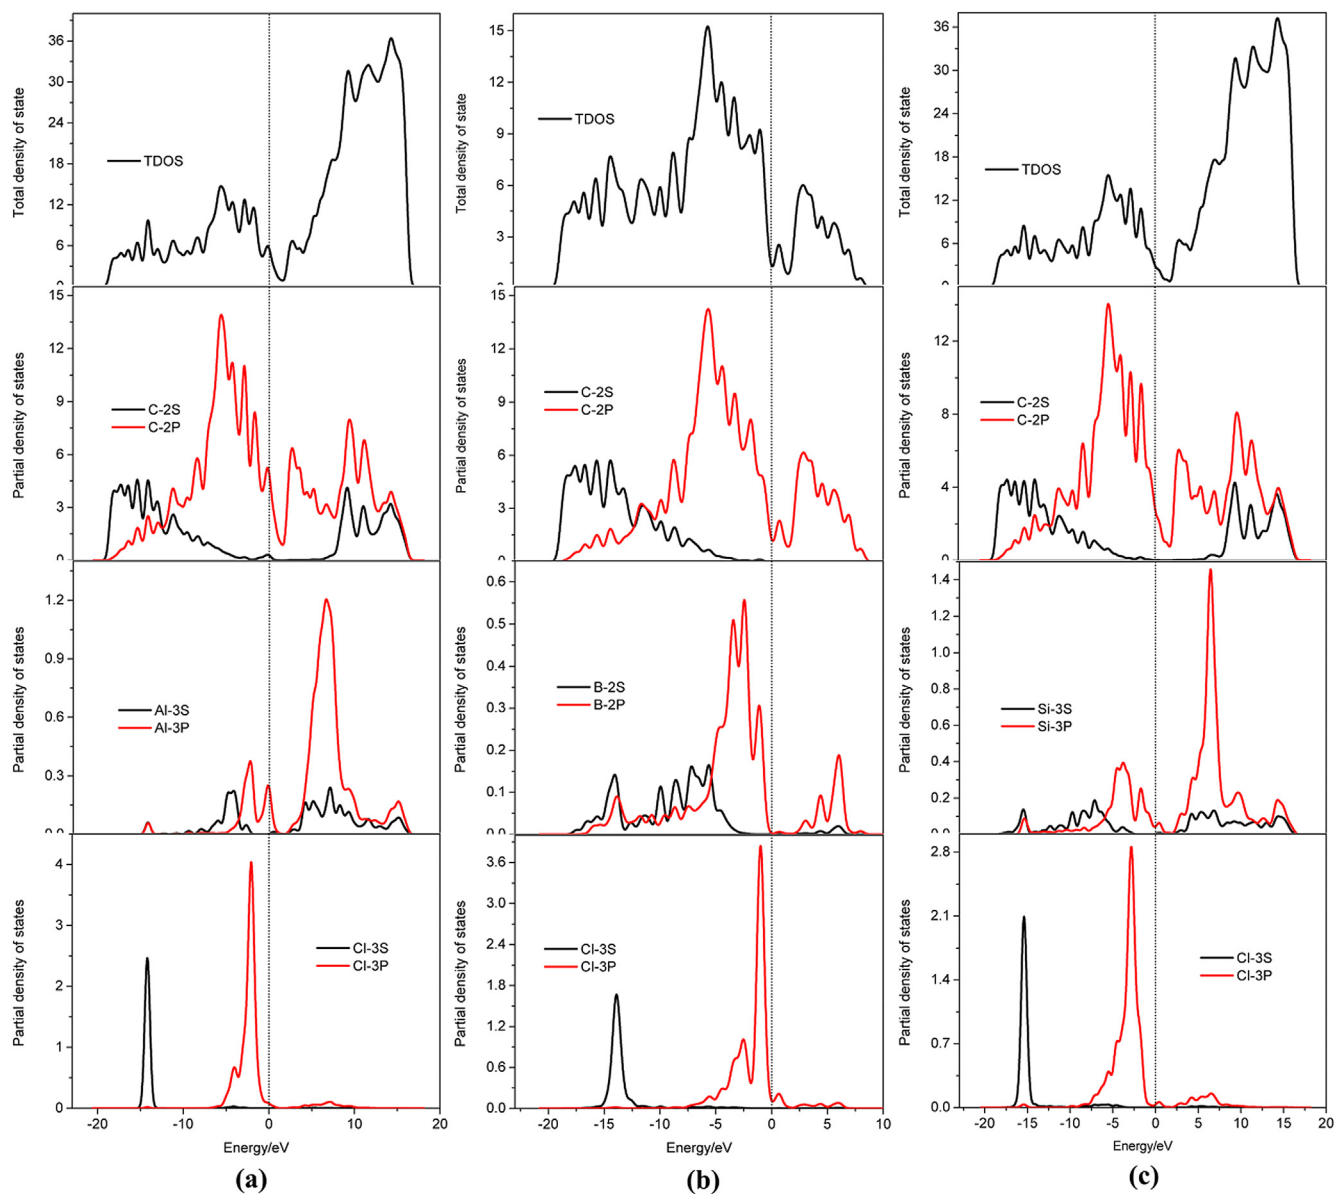 36
30
24
18
12
6
0
Total density of state
TDOS
15
12
9
6
3
0
Partial density of states
C-2S
C-2P
1.2
0.9
0.6
0.3
0.0
Partial density of states
Al-3S
Al-3P
4
3
2
1
0
Partial density of states
Cl-3S
Cl-3P
-20
-10
0
10
20
Energy/eV
(a)
15
12
9
6
3
Total density of state
TDOS
15
12
9
6
3
0
Partial density of states
C-2S
C-2P
0.6
0.5
0.4
0.3
0.2
0.1
0.0
Partial density of states
B-2S
B-2P
3.6
3.0
2.4
1.8
1.2
0.6
0.0
Partial density of states
Cl-3S
Cl-3P
-20
-15
-10
-5
0
5
10
Energy/eV
(b)
36
30
24
18
12
6
0
Total density of state
TDOS
12
8
4
0
Partial density of states
C-2S
C-2P
1.4
1.2
1.0
0.8
0.6
0.4
0.2
0.0
Partial density of states
Si-3S
Si-3P
2.8
2.1
1.4
0.7
0.0
Partial density of states
Cl-3S
Cl-3P
-20
-15
-10
-5
0
5
10
15
20
Energy/eV
(c)